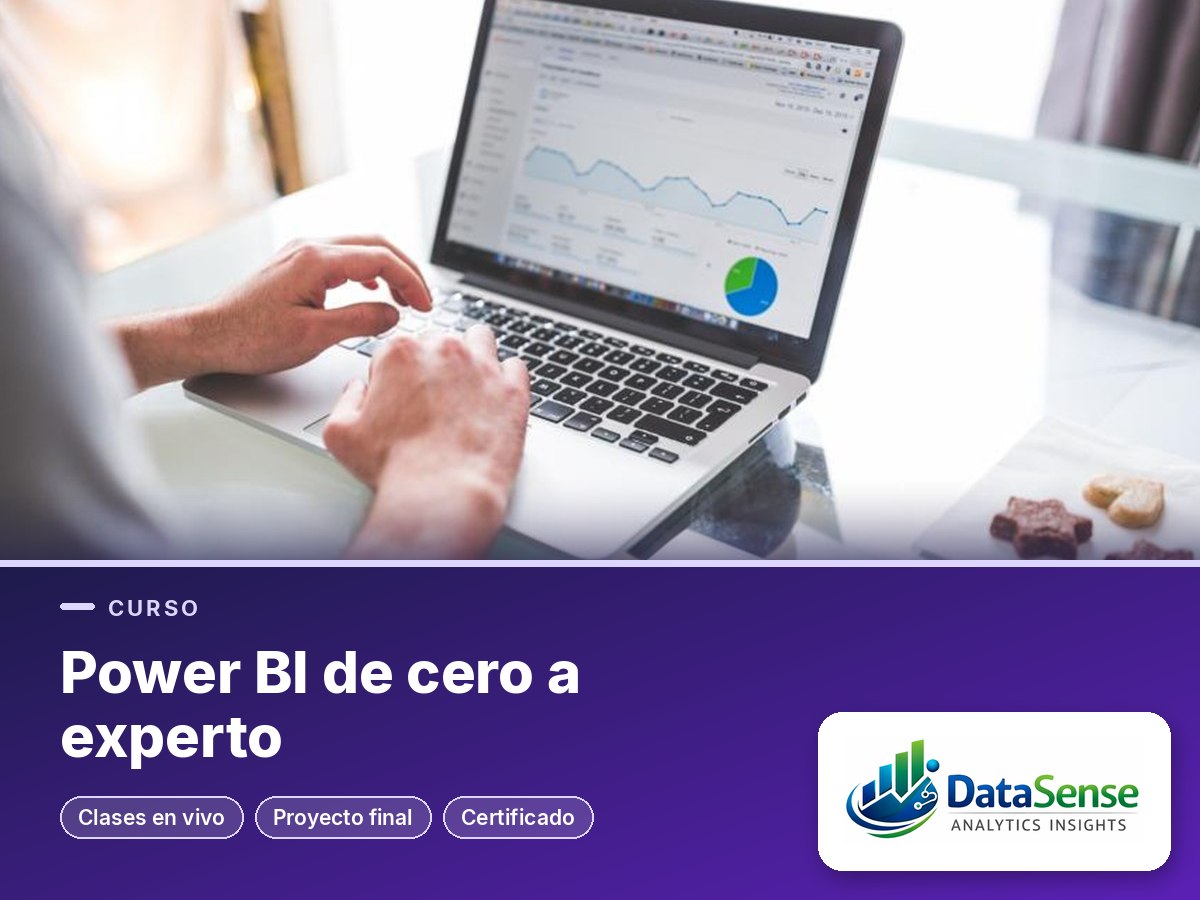 CURSO
Power BI de cero a
experto
Clases en vivo
Proyecto final
Certificado
DataSense
ANALYTICS INSIGHTS